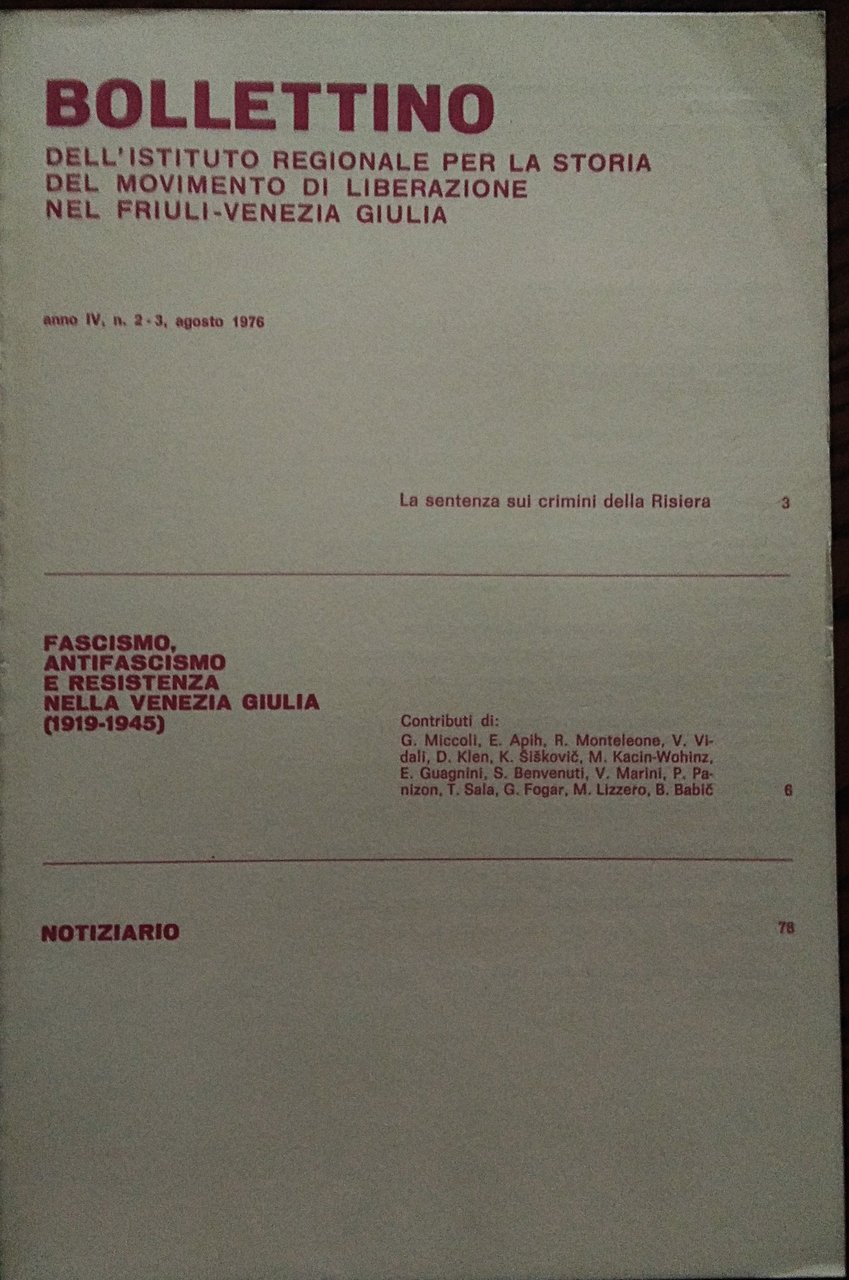 BOLLETTINO
DELL'ISTITUTO REGIONALE PER LA STORIA
DEL MOVIMENTO DI LIBERAZIONE
NEL FRIULI-VENEZIA GIULIA
anno IV, n. 2-3, agosto 1976
La sentenza sui crimini della Risiera 3
FASCISMO,
ANTIFASCISMO
E RESISTENZA
NELLA VENEZIA GIULIA
(1919-1945)
Contributi di:
G. Miccoli, E. Apih, R. Monteleone, V. Vi-
dali, D. Klen, K. Šiškovič, M. Kacin-Wohinz,
E. Guagnini, S. Benvenuti, V. Marini, P. Pa-
nizon, T. Sala, G. Fogar, M. Lizzero, B. Babič 6
NOTIZIARIO 78